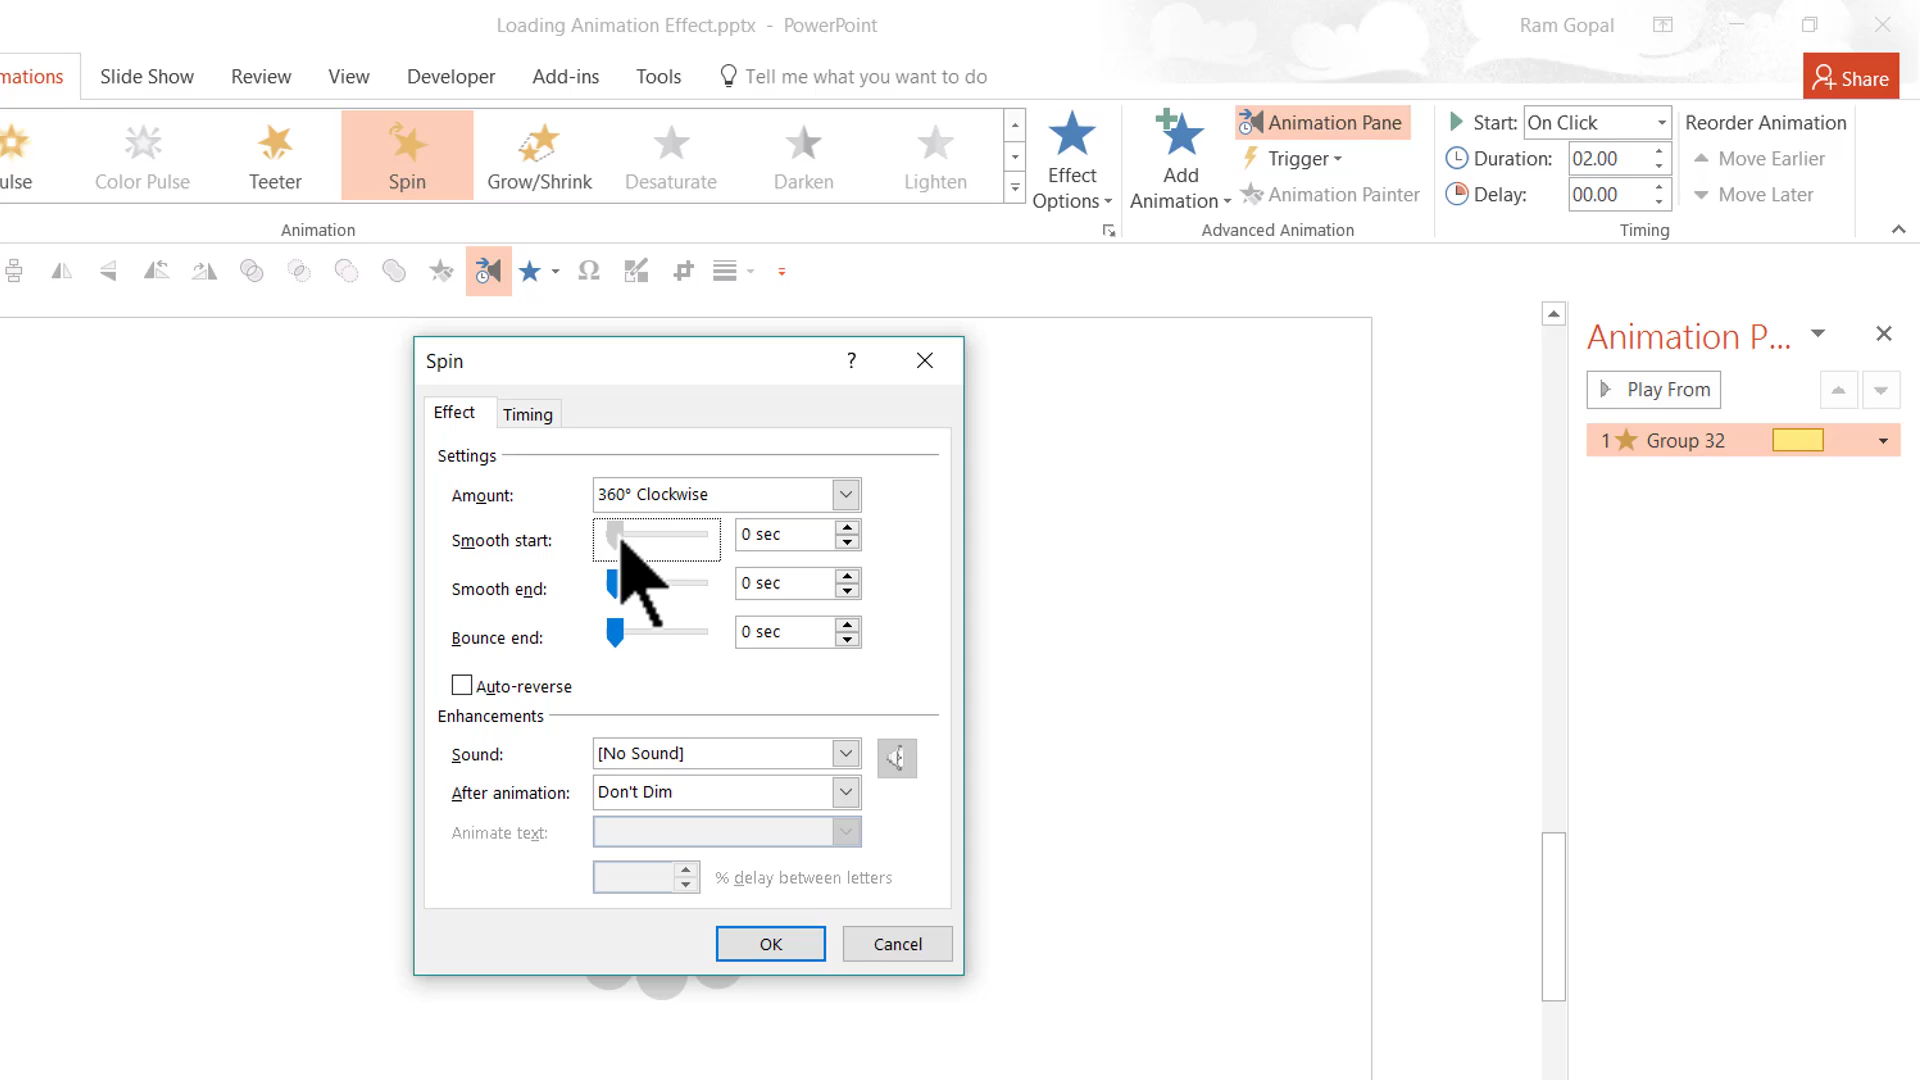 Loading Animation Effect.pptx - PowerPoint
Ram Gopal
mations Slide Show Review View Developer Add-ins Tools Tell me what you want to do
Share
ulse Color Pulse Teeter Spin Grow/Shrink Desaturate Darken Lighten
Animation
Effect
Options
Add
Animation
Animation Pane
Trigger
Animation Painter
Advanced Animation
Start: On Click
Duration: 02.00
Delay: 00.00
Reorder Animation
Move Earlier
Move Later
Timing
Spin ?
Effect Timing
Settings
Amount: 360° Clockwise
Smooth start: 0 sec
Smooth end: 0 sec
Bounce end: 0 sec
Auto-reverse
Enhancements
Sound: [No Sound]
After animation: Don't Dim
Animate text:
% delay between letters
OK Cancel
Animation P...
Play From
1 Group 32